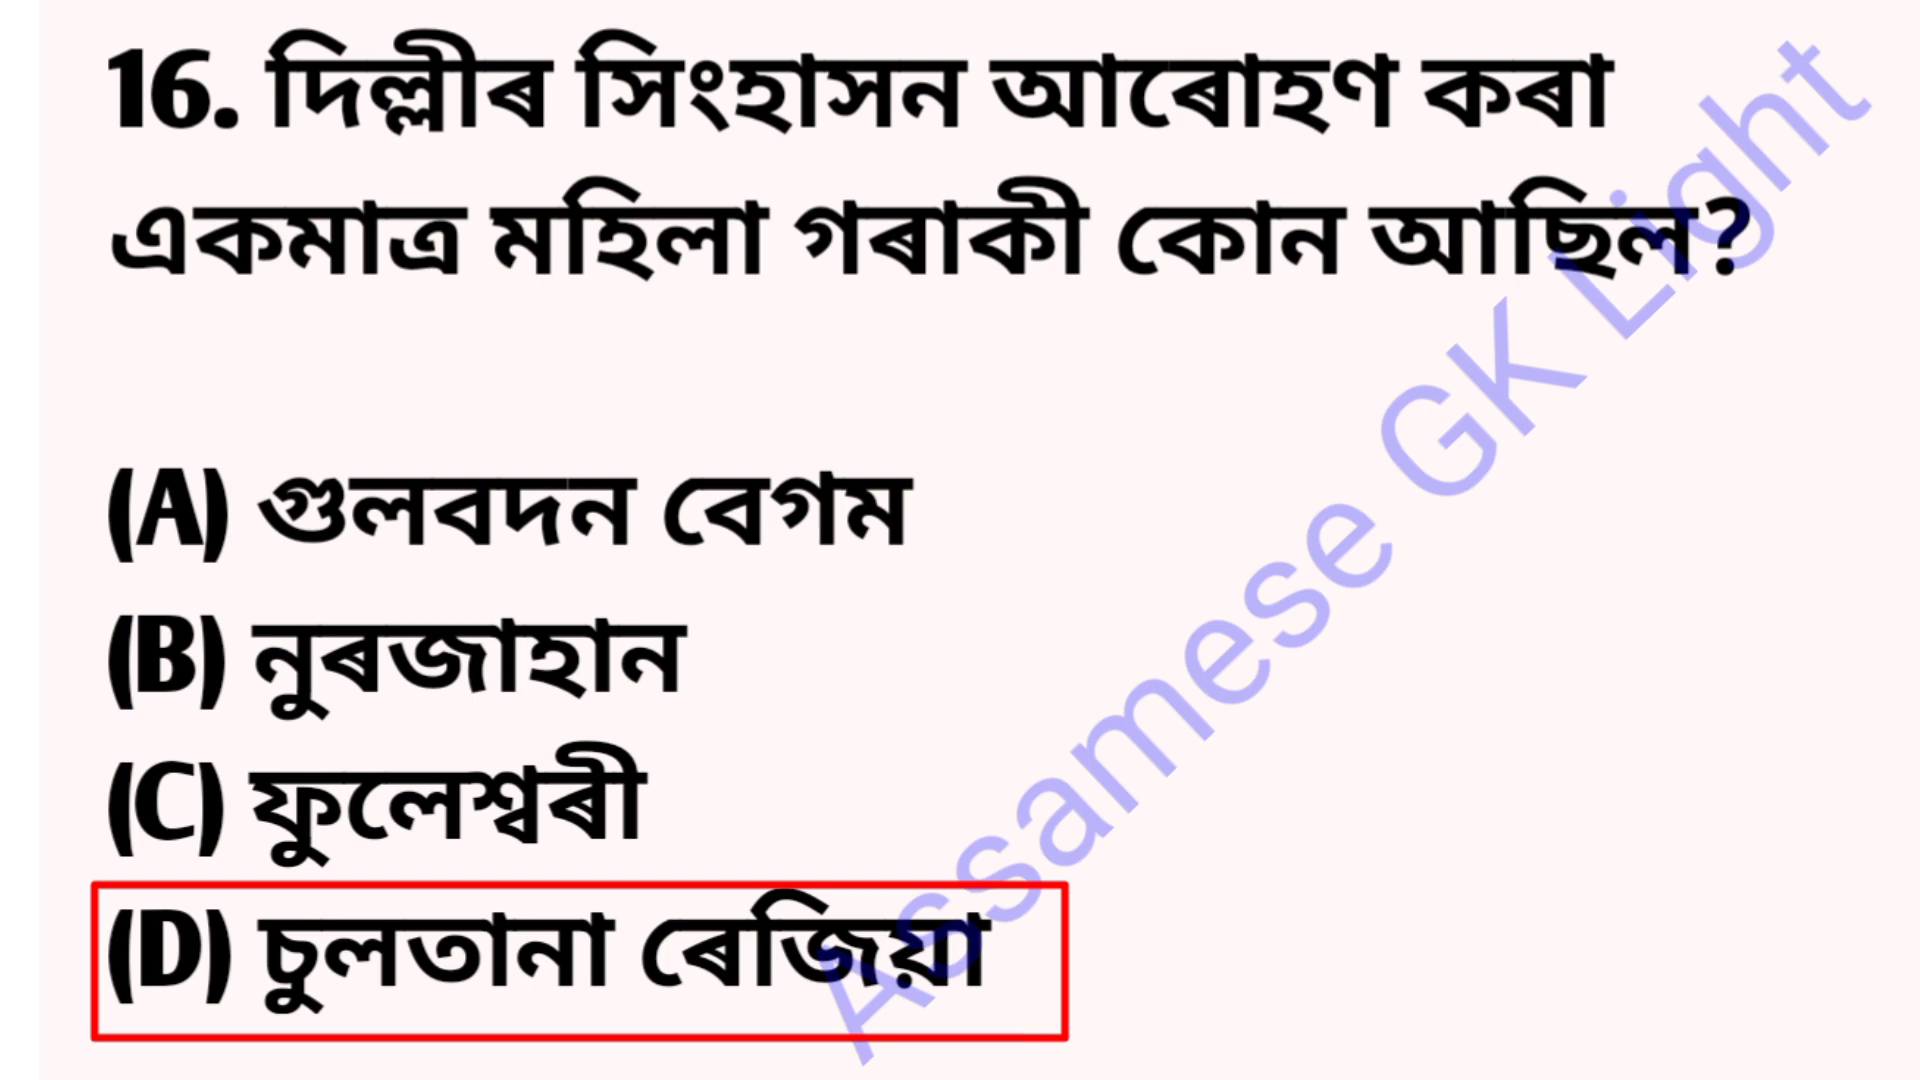 16. দিল্লীৰ সিংহাসন আৰোহণ কৰা
একমাত্ৰ মহিলা গৰাকী কোন আছিল?
(A) গুলবদন বেগম
(B) নুৰজাহান
(C) ফুলেশ্বৰী
(D) চুলতানা ৰেজিয়া
Assamese GK Light